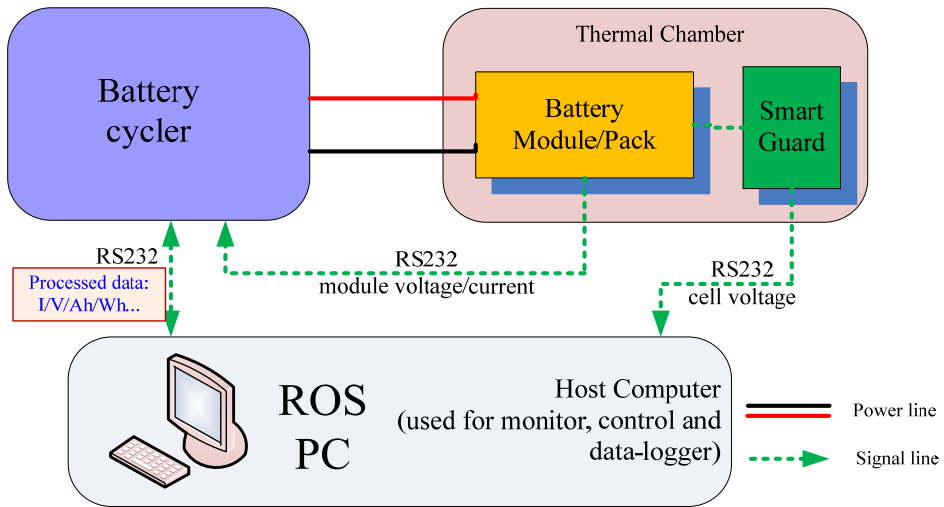 Battery
cycler
Thermal Chamber
Battery
Module/Pack
Smart
Guard
RS232
Processed data:
I/V/Ah/Wh...
RS232
module voltage/current
RS232
cell voltage
ROS
PC
Host Computer
(used for monitor, control and
data-logger)
Power line
Signal line